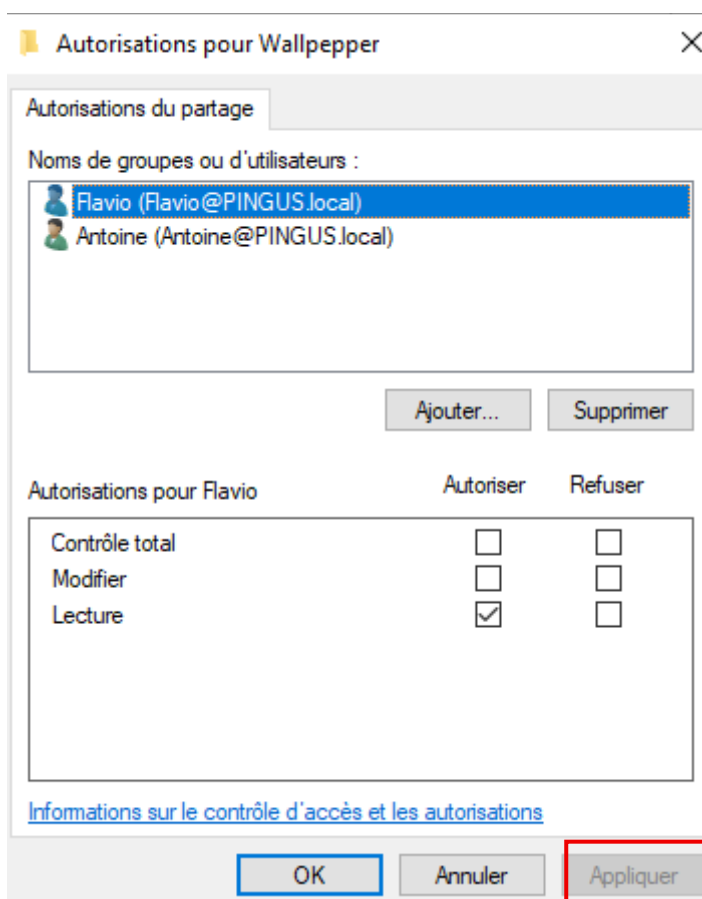 Autorisations pour Wallpepper
Autorisations du partage
Noms de groupes ou d'utilisateurs :
Flavio (Flavio@PINGUS.local)
Antoine (Antoine@PINGUS.local)
Ajouter... Supprimer
Autorisations pour Flavio Autoriser Refuser
Contrôle total
Modifier
Lecture
Informations sur le contrôle d'accès et les autorisations
OK Annuler Appliquer